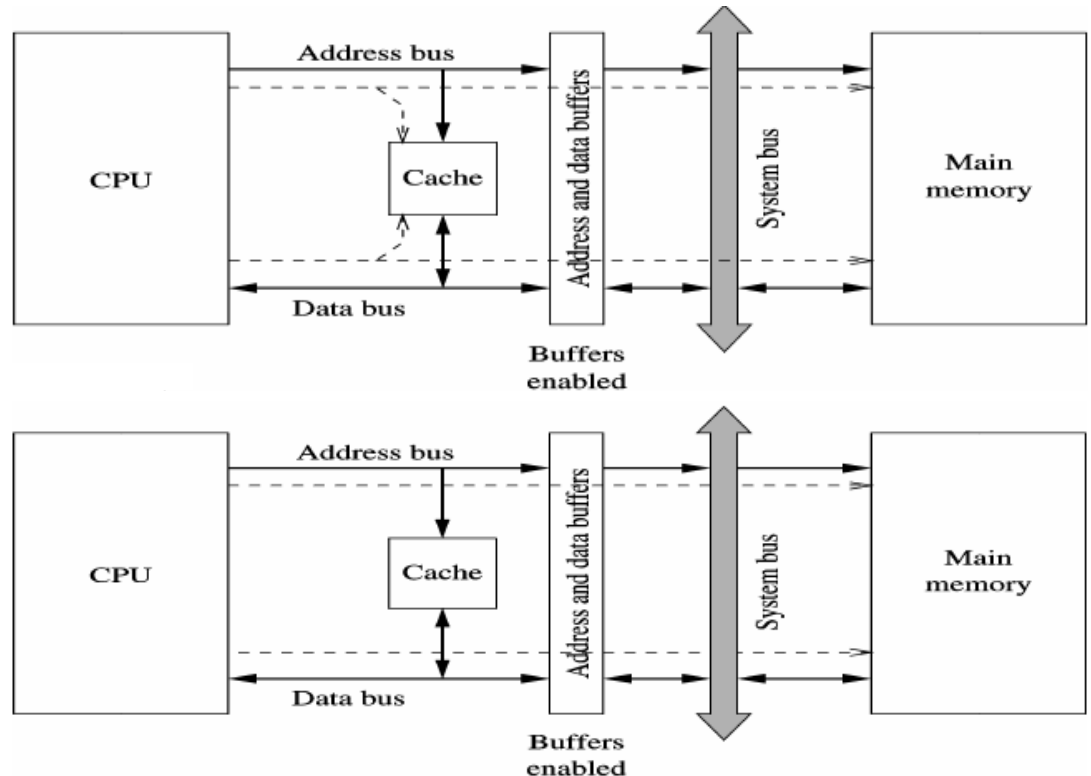 Address bus
CPU
Cache
Address and data buffers
System bus
Main
memory
Data bus
Buffers
enabled
Address bus
CPU
Cache
Address and data buffers
System bus
Main
memory
Data bus
Buffers
enabled